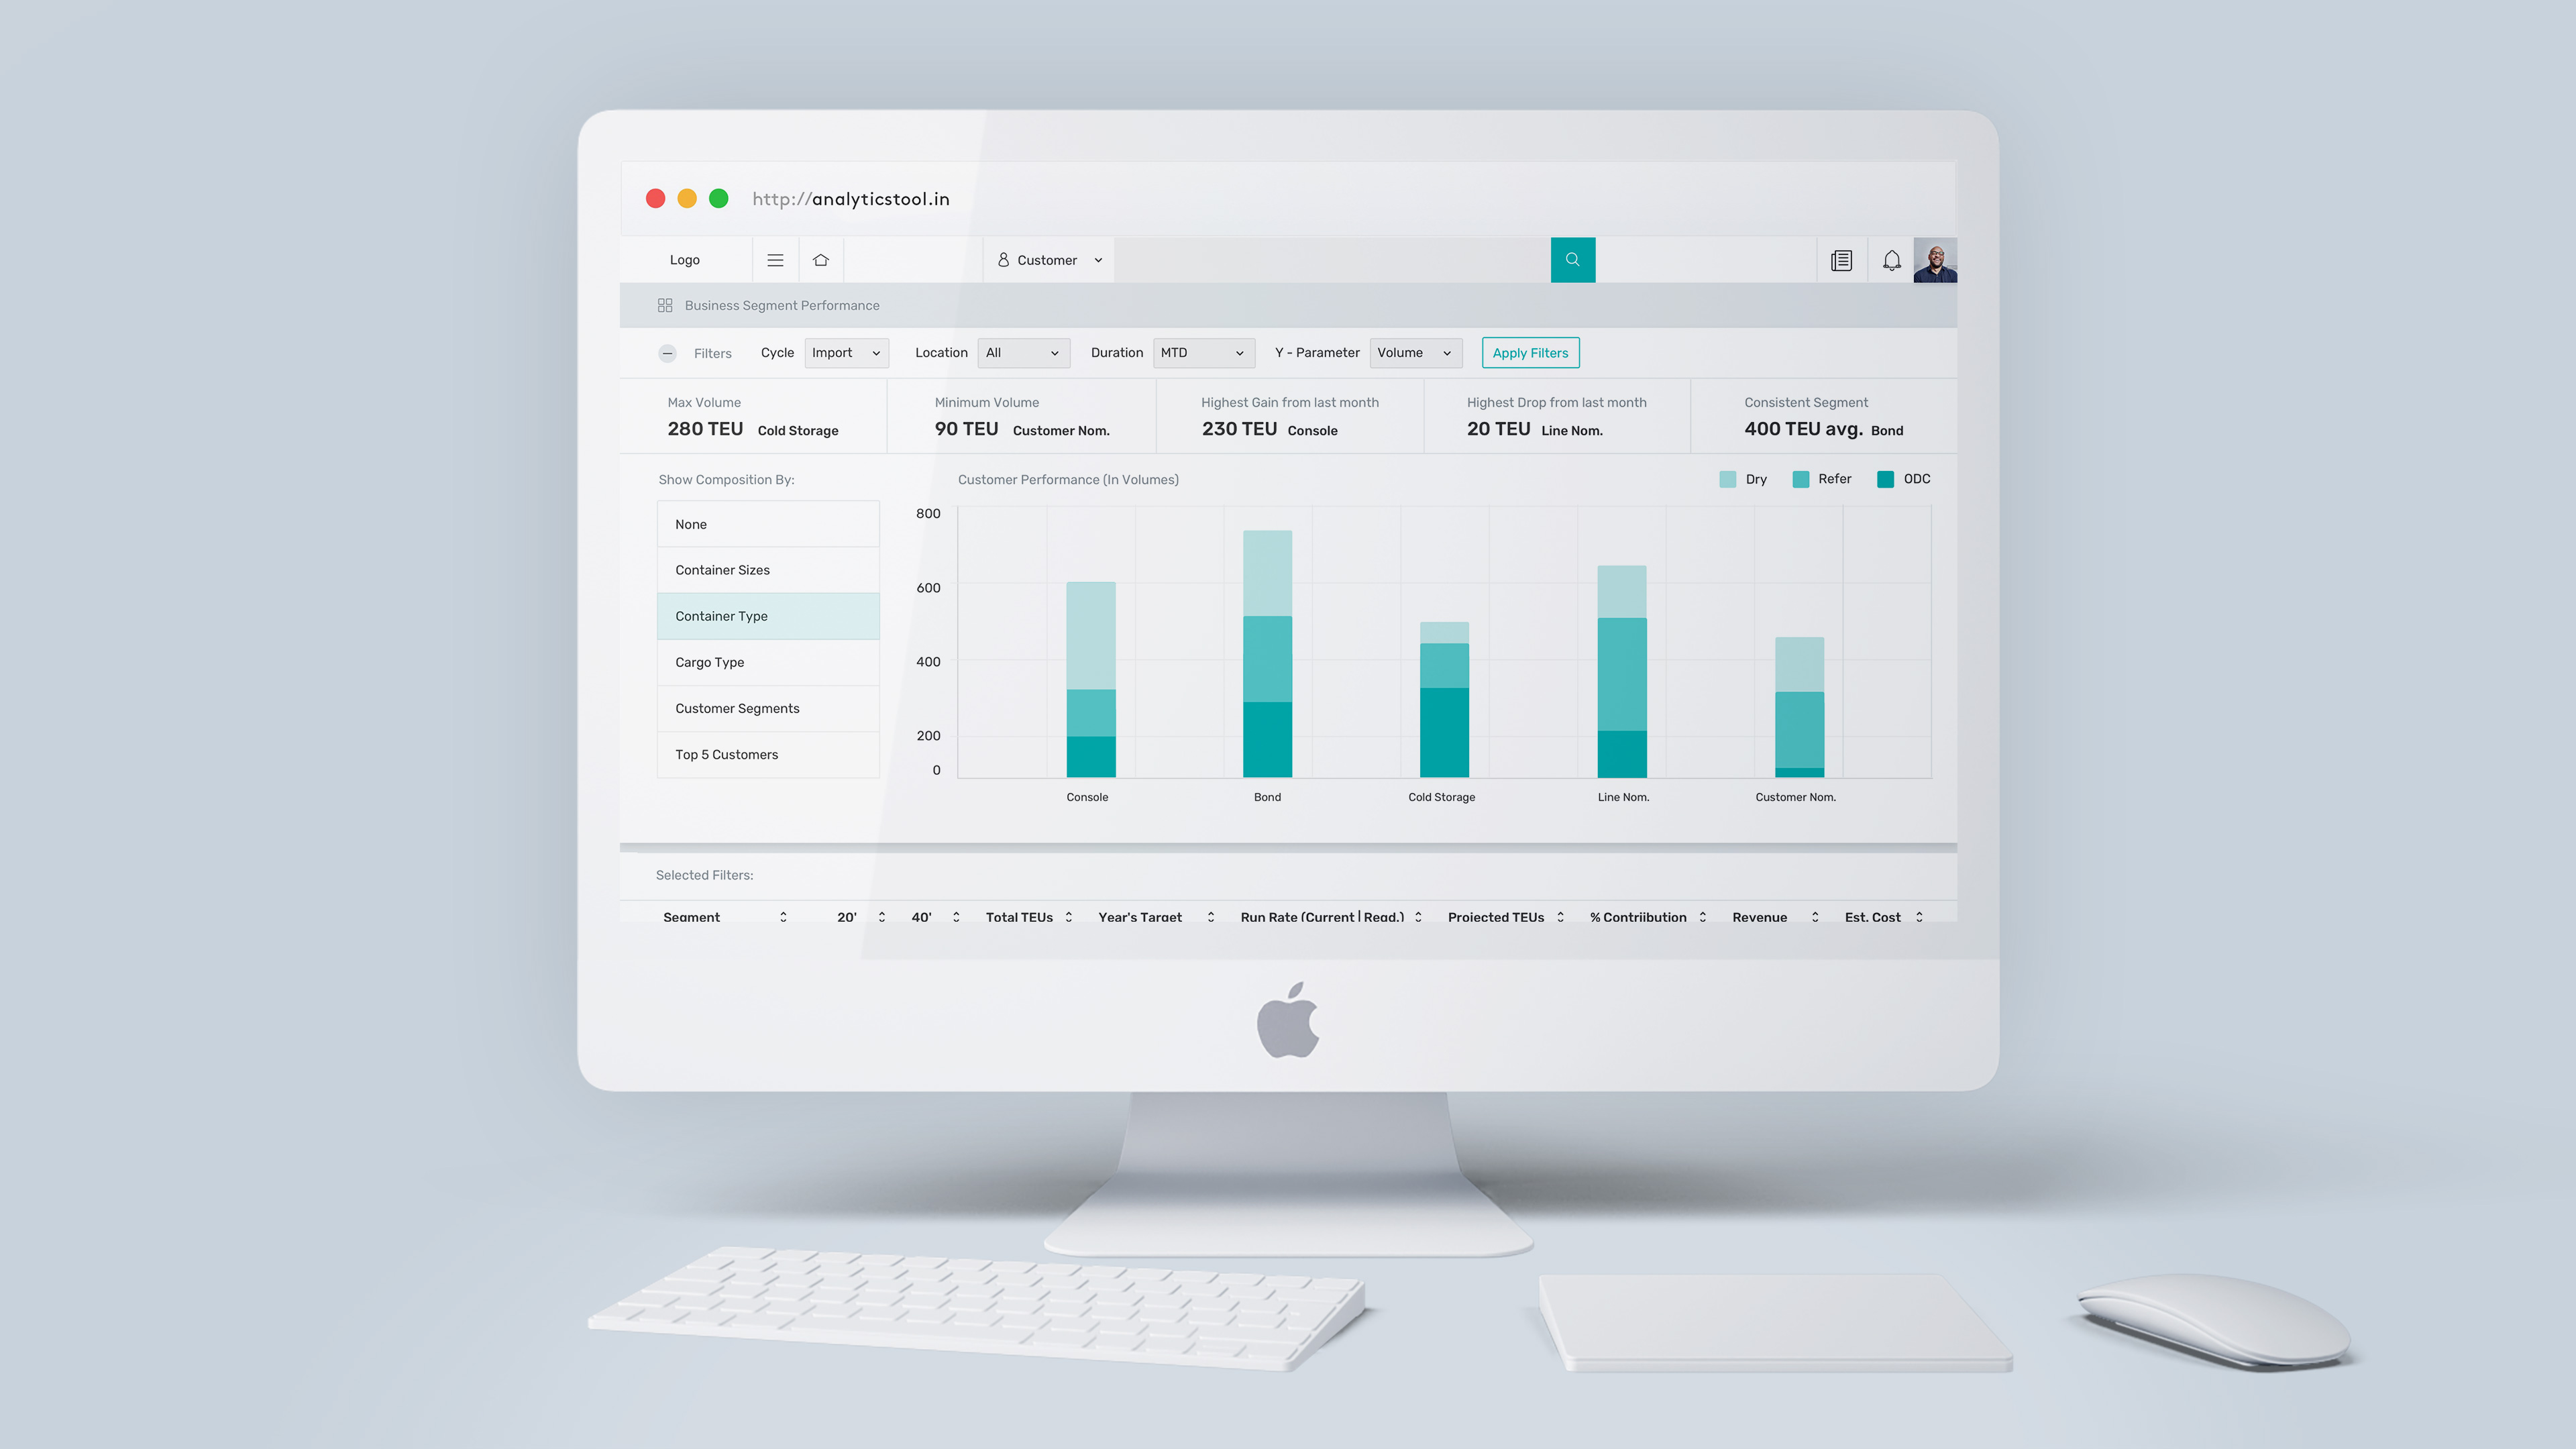 http://analyticstool.in
Logo
Customer
Business Segment Performance
Filters Cycle Import Location All Duration MTD Y - Parameter Volume Apply Filters
Max Volume
280 TEU Cold Storage
Minimum Volume
90 TEU Customer Nom.
Highest Gain from last month
230 TEU Console
Highest Drop from last month
20 TEU Line Nom.
Consistent Segment
400 TEU avg. Bond
Show Composition By:
None
Container Sizes
Container Type
Cargo Type
Customer Segments
Top 5 Customers
Customer Performance (In Volumes)
Dry Refer ODC
800
600
400
200
0
Console Bond Cold Storage Line Nom. Customer Nom.
Selected Filters:
Segment 20' 40' Total TEUs Year's Target Run Rate (Current | Reqd.) Projected TEUs % Contriibution Revenue Est. Cost